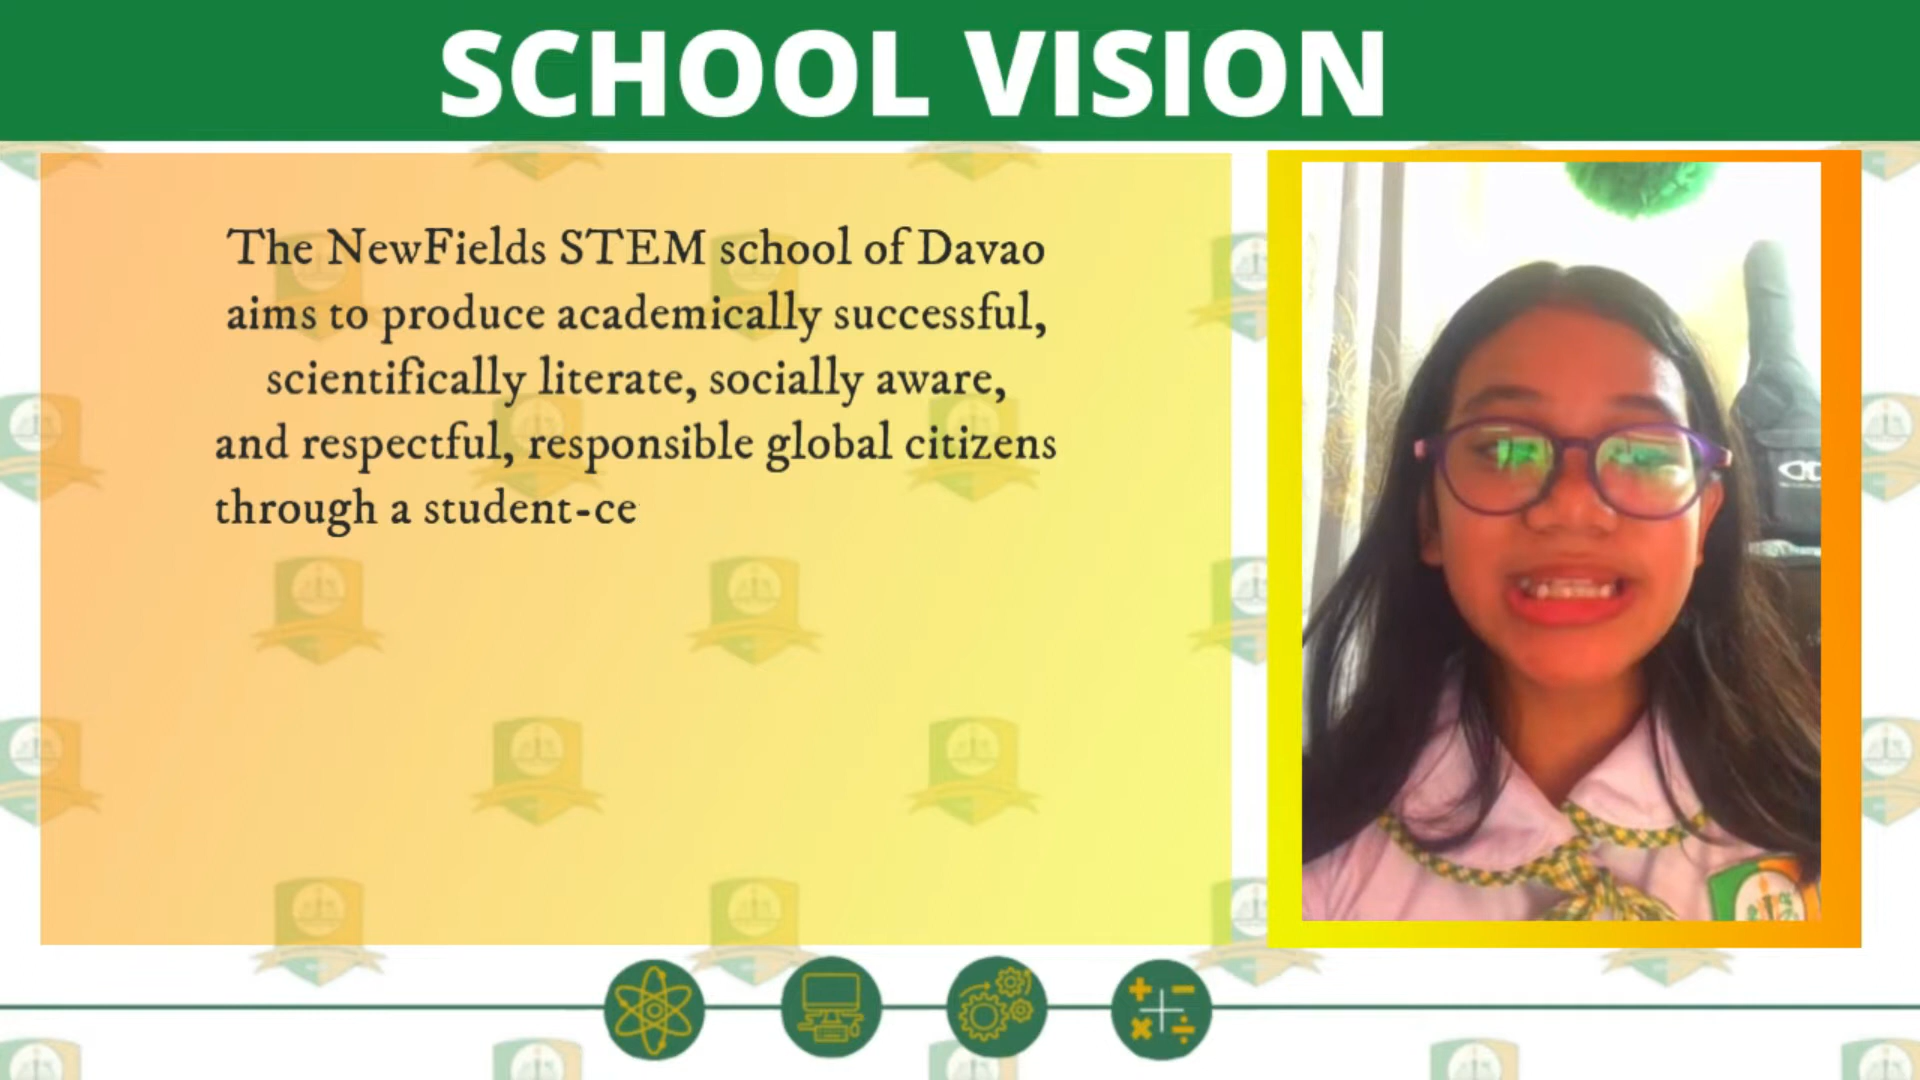 SCHOOL VISION
The NewFields STEM school of Davao
aims to produce academically successful,
scientifically literate, socially aware,
and respectful, responsible global citizens
through a student-ce